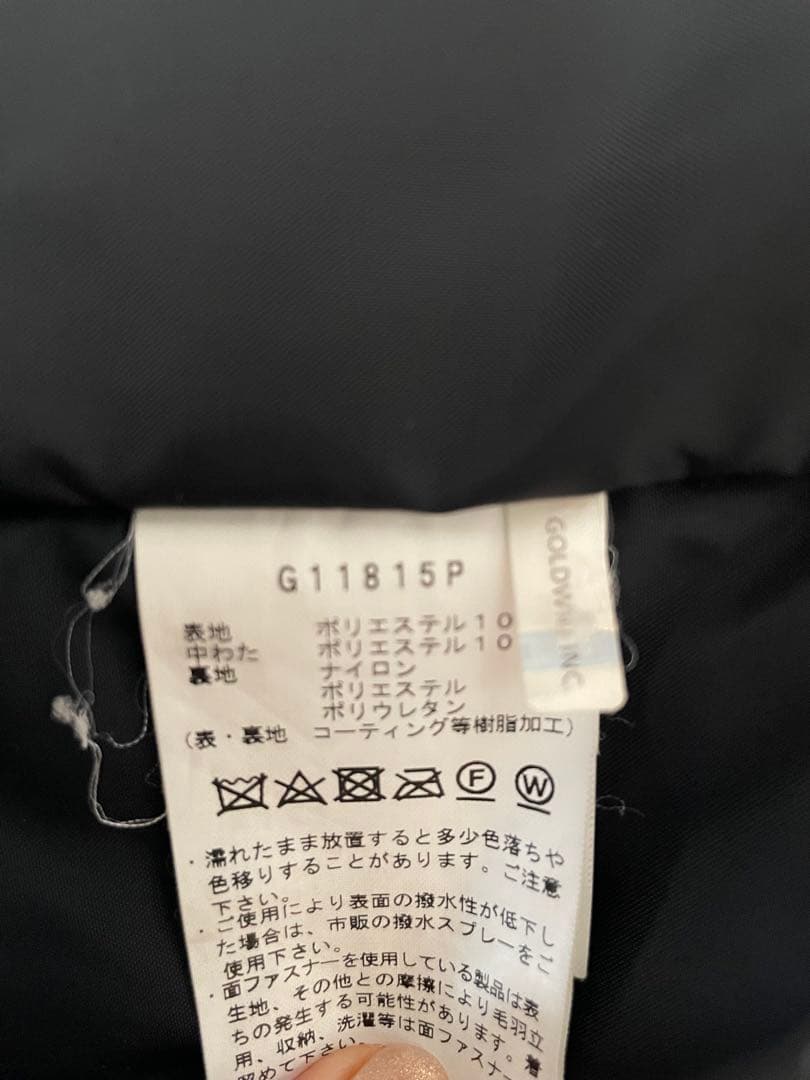 G11815P
表地 ポリエステル10
中わた ポリエステル10
裏地 ナイロン
ポリエステル
ポリウレタン
(表・裏地 コーティング等樹脂加工)
GOLDWIN INC
F W
・濡れたまま放置すると多少色落ちや
色移りすることがあります。ご注意
下さい。
・ご使用により表面の撥水性が低下し
た場合は、市販の撥水スプレーをご
使用下さい。
・面ファスナーを使用している製品は表
生地、その他との摩擦により毛羽立
ちの発生する可能性があります。着
用、収納、洗濯等は面ファスナー
留めて下さい。